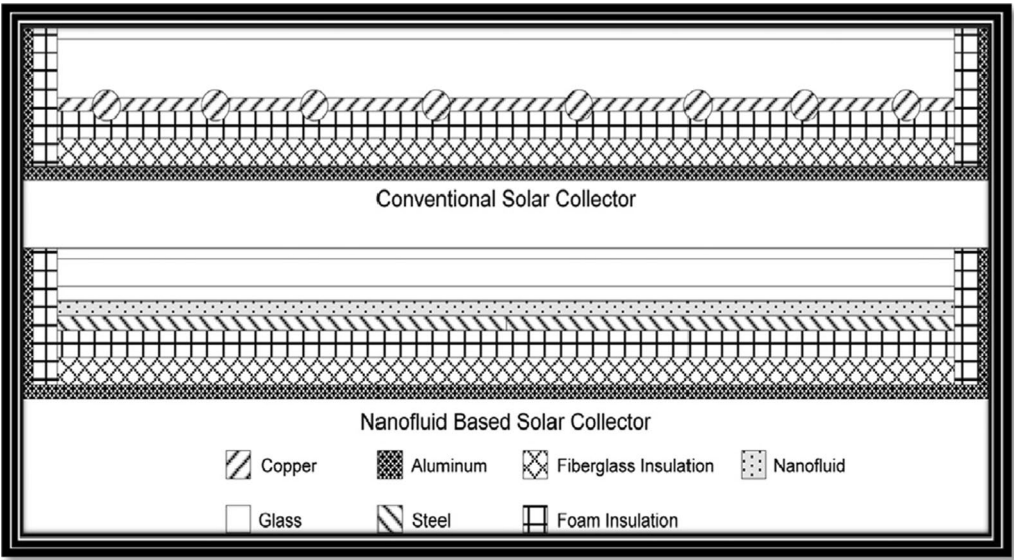 Conventional Solar Collector
Nanofluid Based Solar Collector
Copper Aluminum Fiberglass Insulation Nanofluid
Glass Steel Foam Insulation